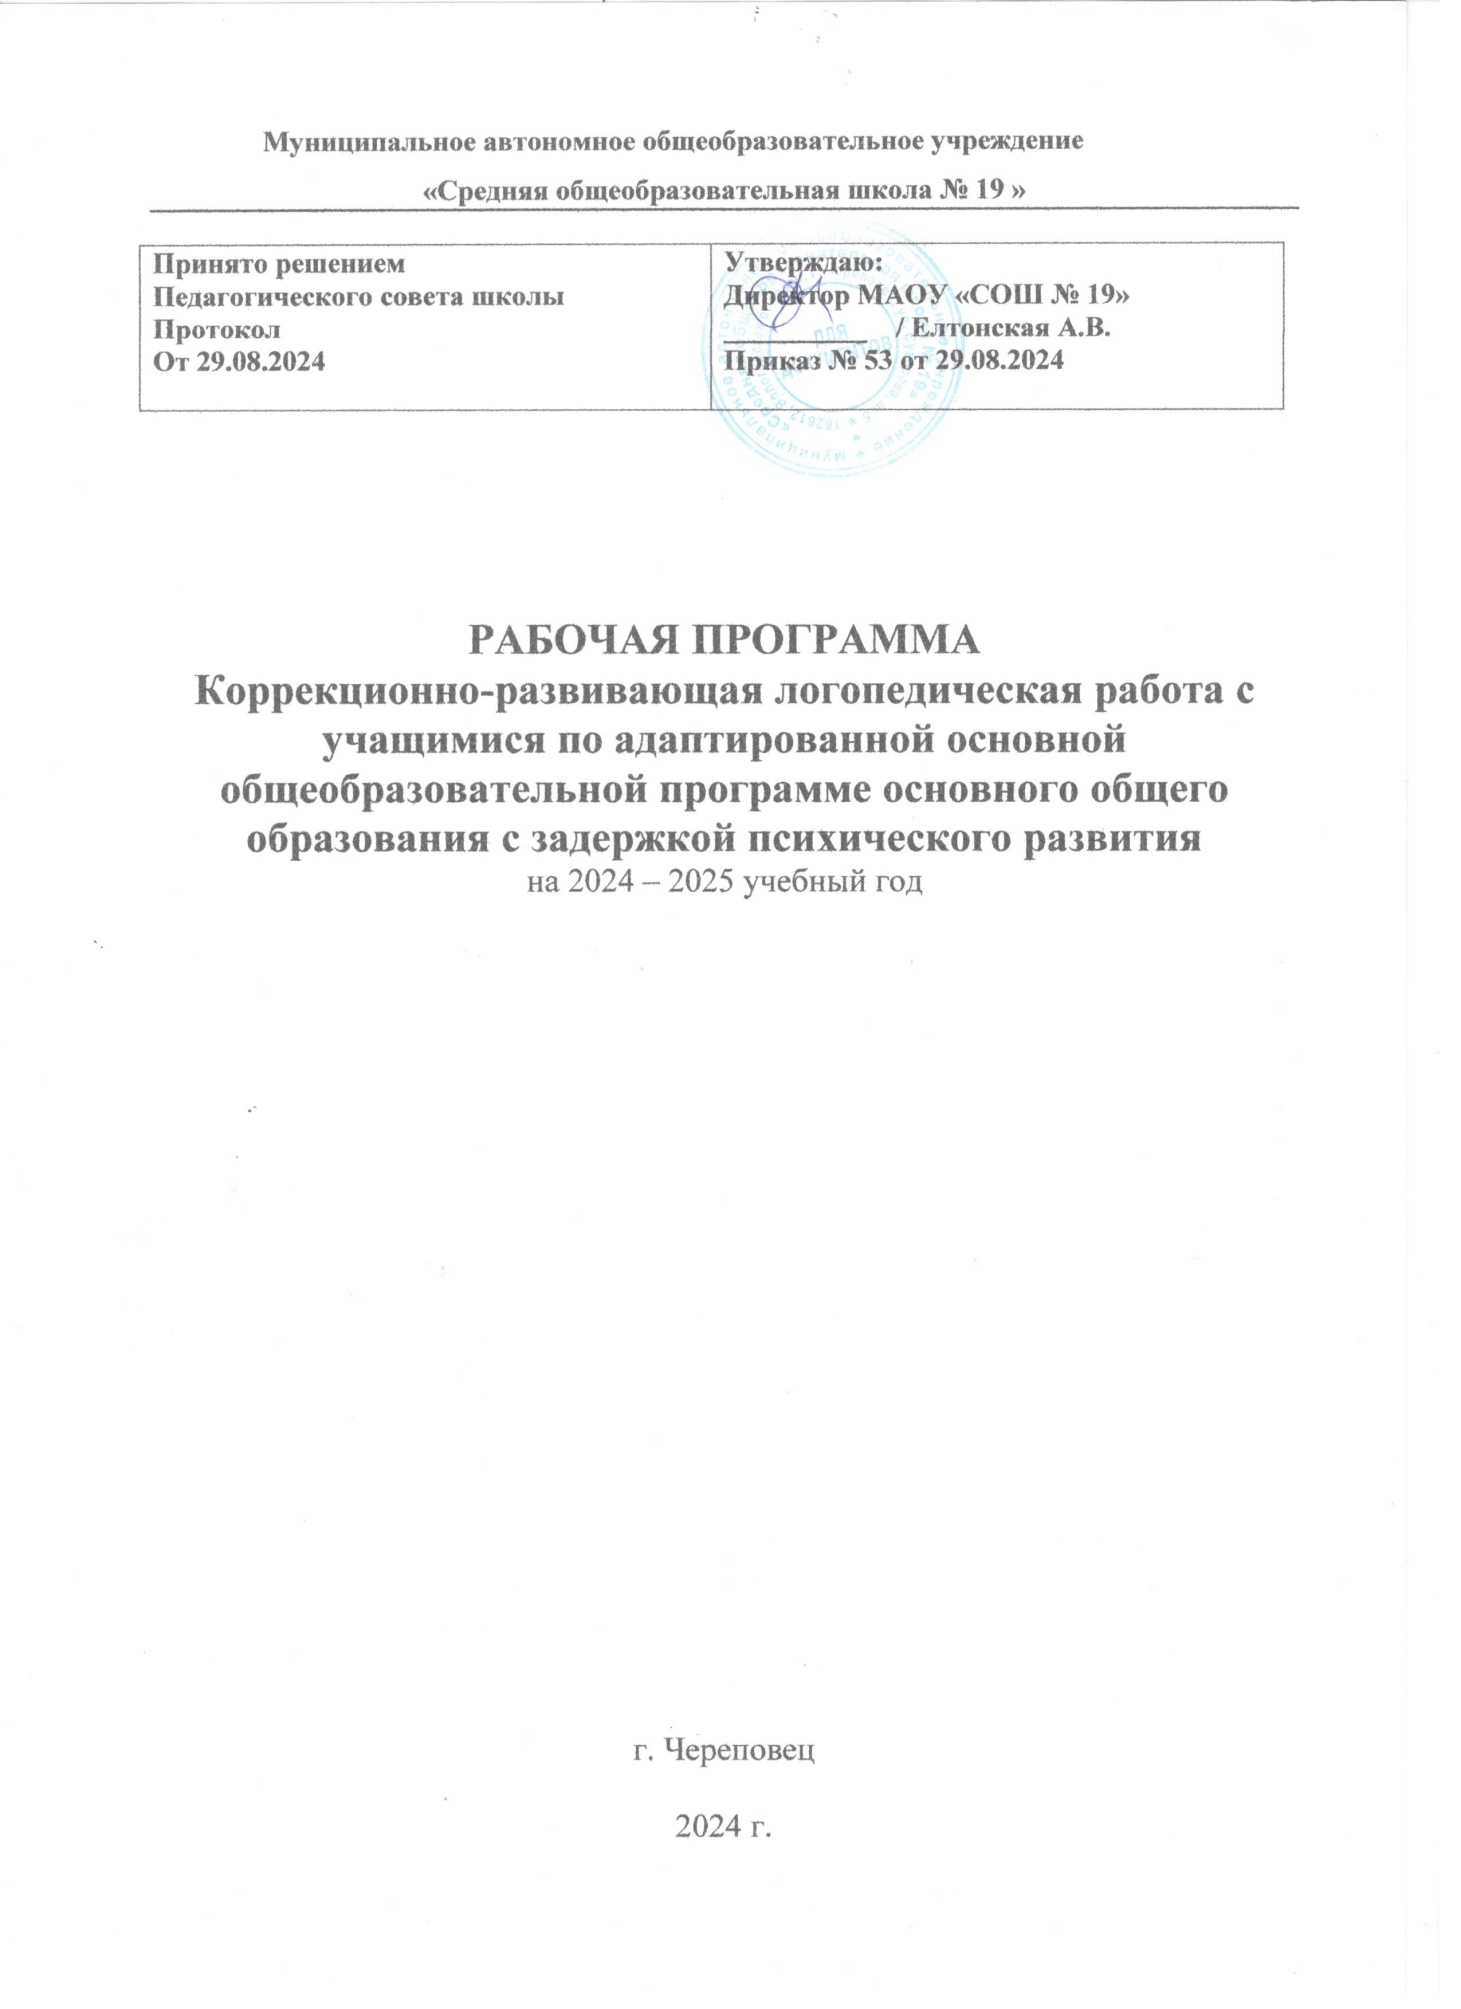 Муниципальное автономное общеобразовательное учреждение
«Средняя общеобразовательная школа № 19 »
Принято решением
Педагогического совета школы
Протокол
От 29.08.2024
Утверждаю:
Директор МАОУ «СОШ № 19»
__________ / Елтонская А.В.
Приказ № 53 от 29.08.2024
РАБОЧАЯ ПРОГРАММА
Коррекционно-развивающая логопедическая работа с
учащимися по адаптированной основной
общеобразовательной программе основного общего
образования с задержкой психического развития
на 2024 – 2025 учебный год
г. Череповец
2024 г.